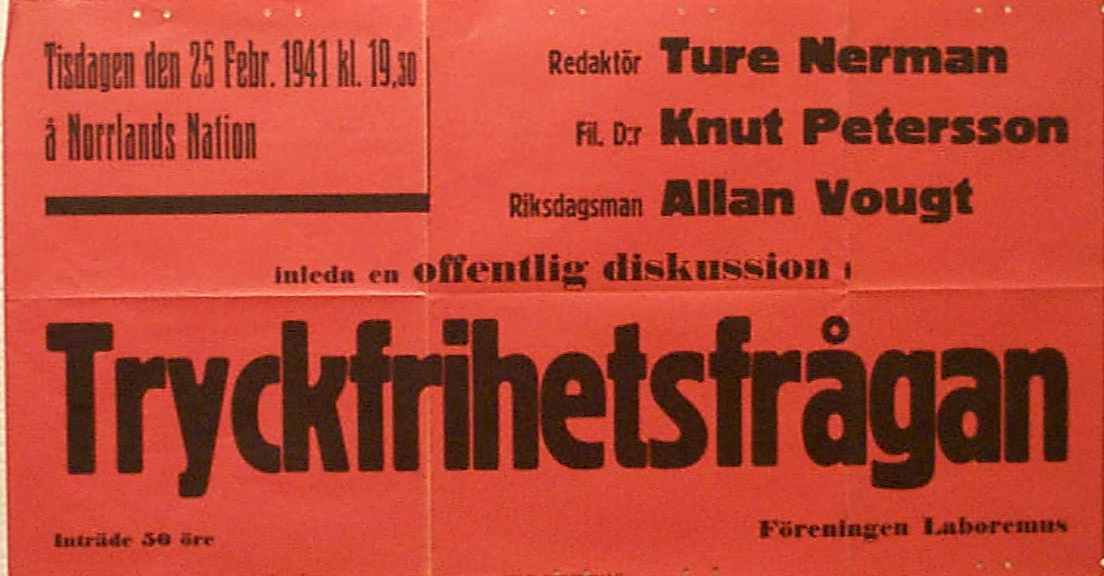 Tisdagen den 25 Febr. 1941 kl. 19,30
å Norrlands Nation
Redaktör Ture Nerman
Fil. D:r Knut Petersson
Riksdagsman Allan Vougt
inleda en offentlig diskussion i
Tryckfrihetsfrågan
Inträde 50 öre
Föreningen Laboremus